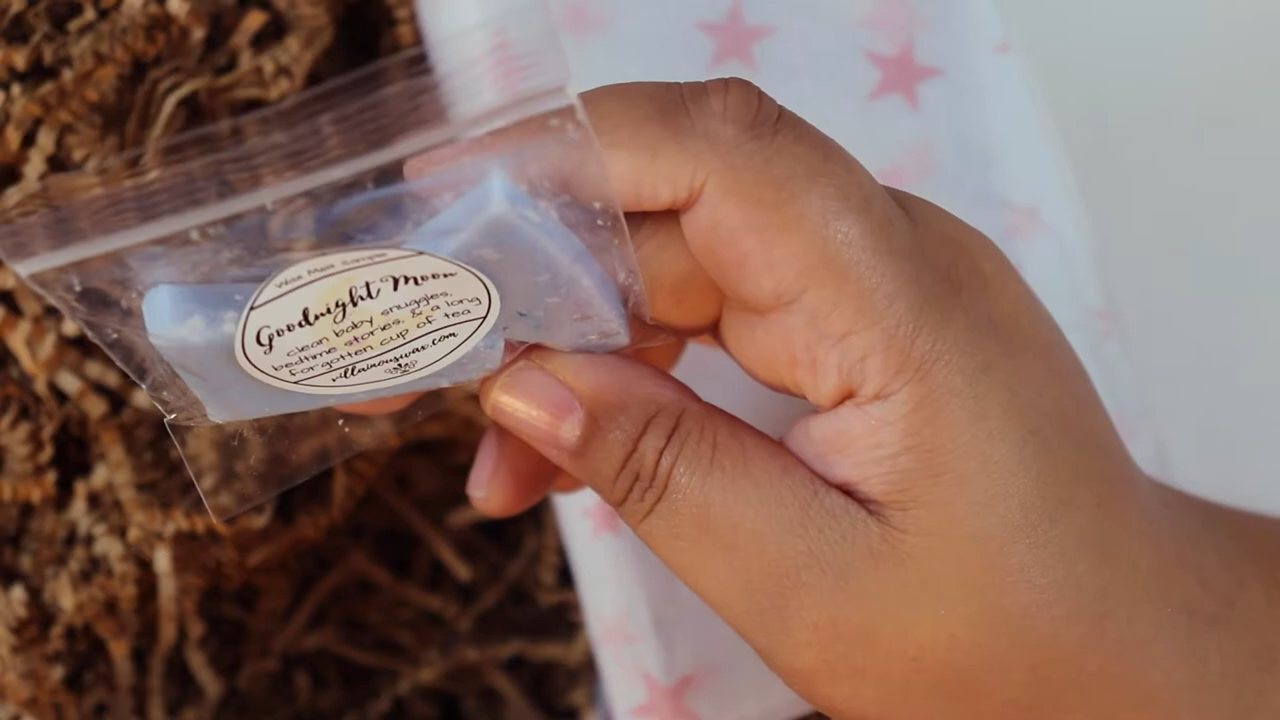 Wax Melt Sample
Goodnight Moon
clean baby snuggles,
bedtime stories, & a long
forgotten cup of tea
villainouswax.com